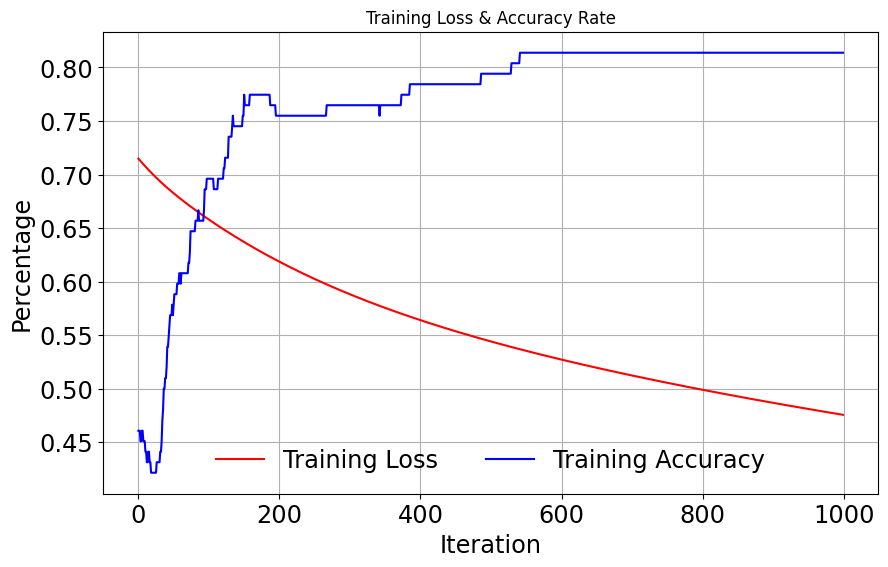 Training Loss & Accuracy Rate
Percentage
0.80
0.75
0.70
0.65
0.60
0.55
0.50
0.45
Training Loss
Training Accuracy
0
200
400
600
800
1000
Iteration